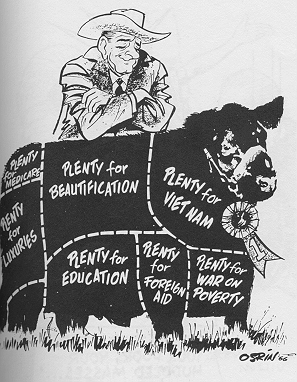 PLENTY for
MEDICARE
PLENTY for
BEAUTIFICATION
PLENTY for
VIET NAM
PLENTY
for
LUXURIES
PLENTY for
EDUCATION
PLENTY
for
FOREIGN
AID
PLENTY for
WAR ON
POVERTY
OSRIN '66